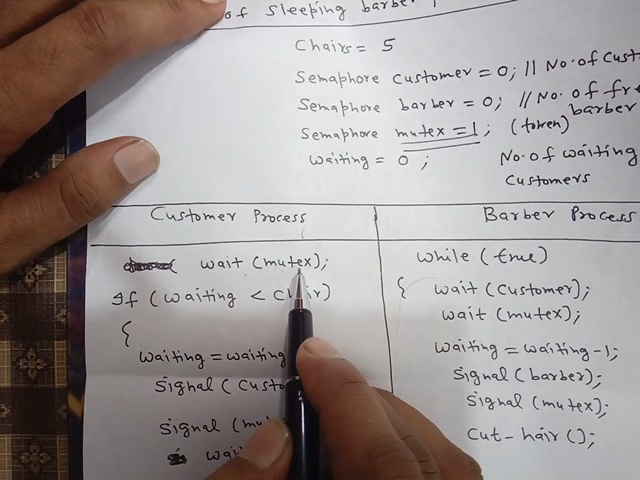 of Sleeping barber
Chairs = 5
Semaphore customer = 0; // No. of Cust
Semaphore barber = 0; // No. of fr
barber
Semaphore mutex = 1; (token)
waiting = 0; No. of waiting
Customers
Customer Process
wait (mutex);
If (waiting <
{
waiting = waiting
Signal (Cust
Signal (mu
wai
Barber Process
while (true)
{ wait (Customer);
wait (mutex);
waiting = waiting-1;
Signal (barber);
Signal (mutex);
Cut-hair();